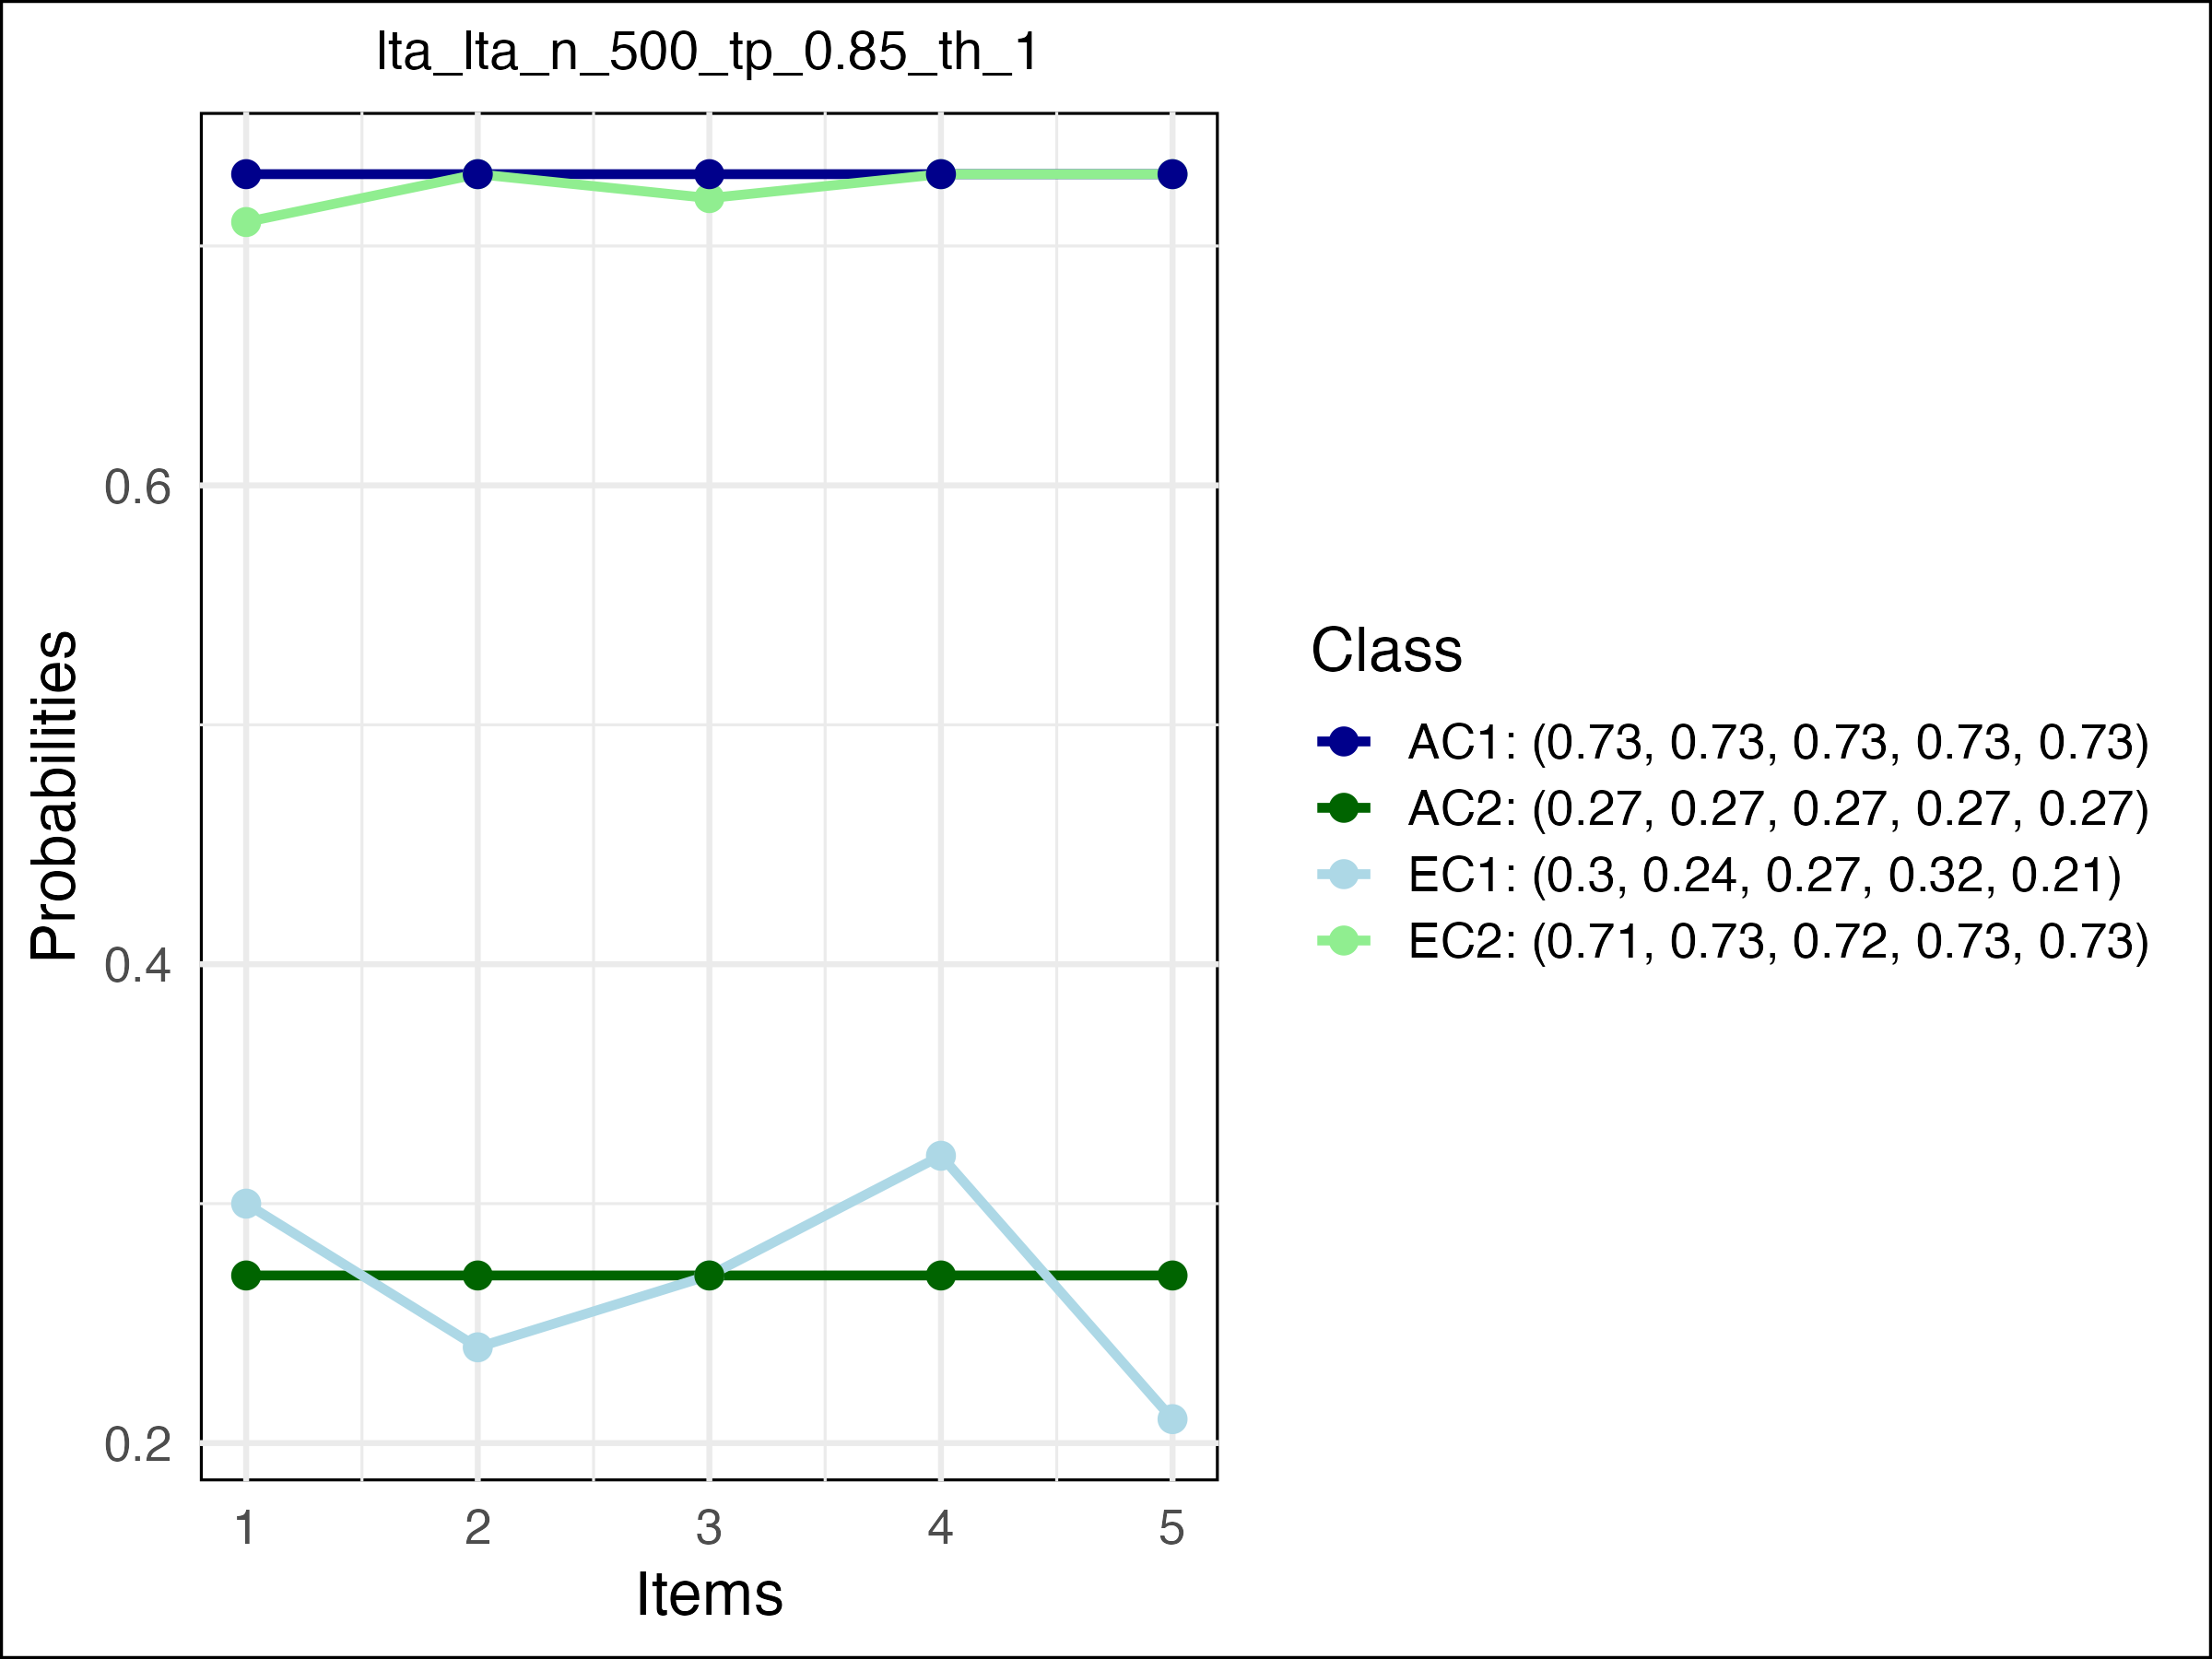 lta_lta_n_500_tp_0.85_th_1
Probabilities
0.6
0.4
0.2
1 2 3 4 5
Items
Class
AC1: (0.73, 0.73, 0.73, 0.73, 0.73)
AC2: (0.27, 0.27, 0.27, 0.27, 0.27)
EC1: (0.3, 0.24, 0.27, 0.32, 0.21)
EC2: (0.71, 0.73, 0.72, 0.73, 0.73)